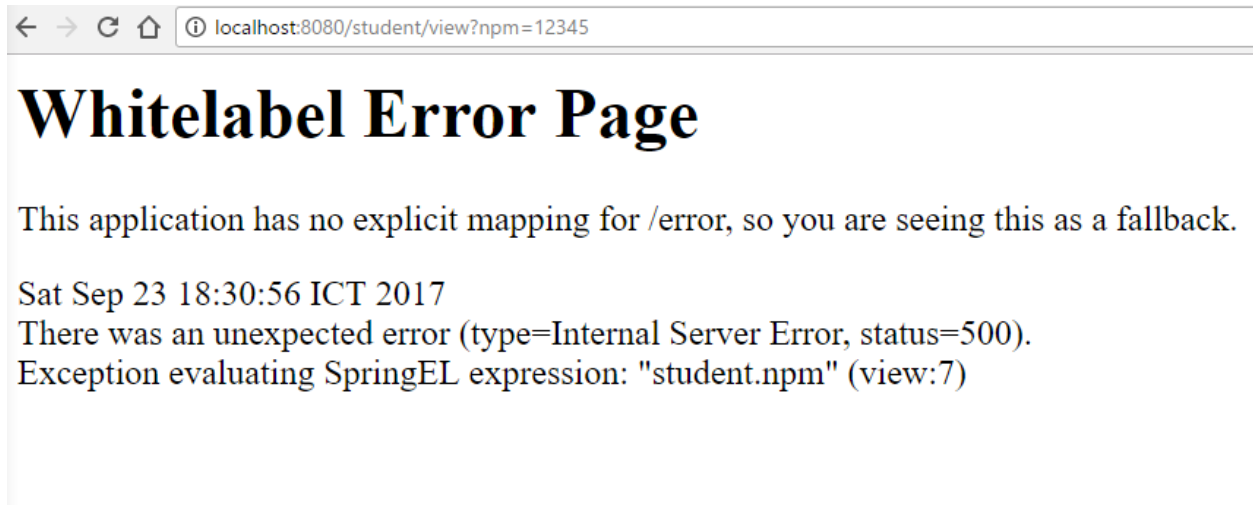 localhost:8080/student/view?npm=12345
Whitelabel Error Page
This application has no explicit mapping for /error, so you are seeing this as a fallback.
Sat Sep 23 18:30:56 ICT 2017
There was an unexpected error (type=Internal Server Error, status=500).
Exception evaluating SpringEL expression: "student.npm" (view:7)